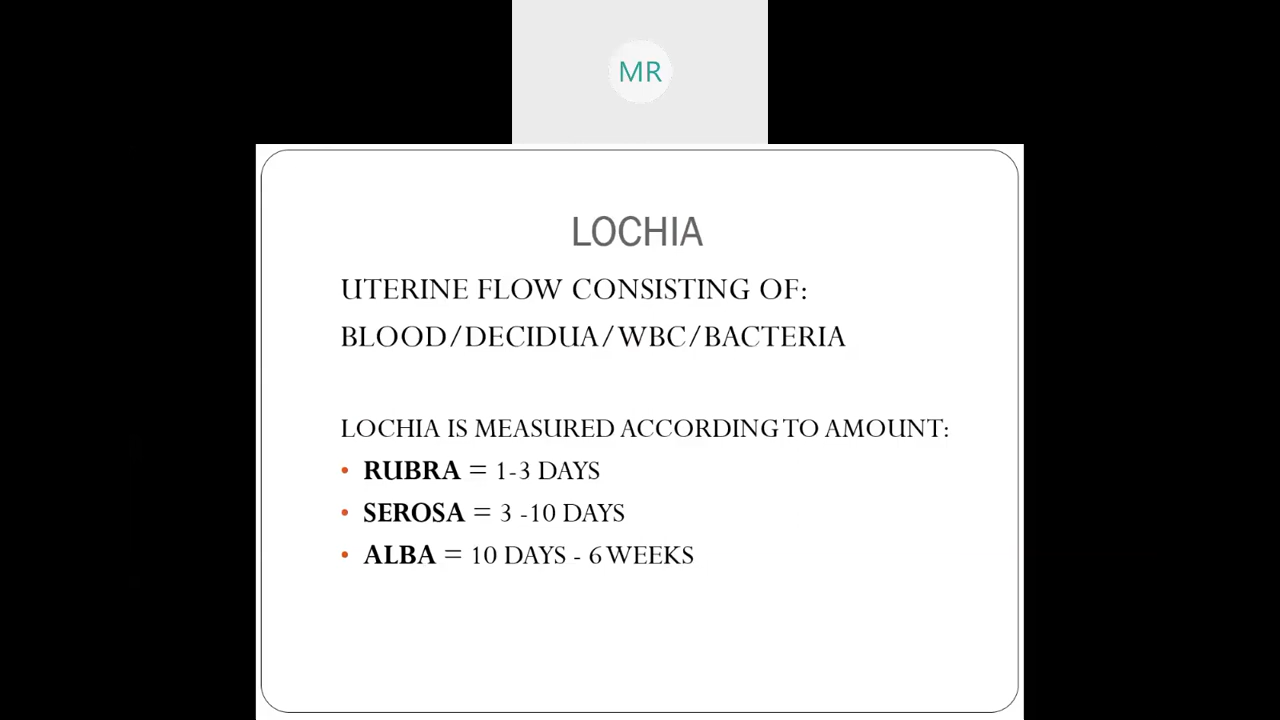 MR
LOCHIA
UTERINE FLOW CONSISTING OF:
BLOOD/DECIDUA/WBC/BACTERIA
LOCHIA IS MEASURED ACCORDING TO AMOUNT:
• RUBRA = 1-3 DAYS
• SEROSA = 3 -10 DAYS
• ALBA = 10 DAYS - 6 WEEKS